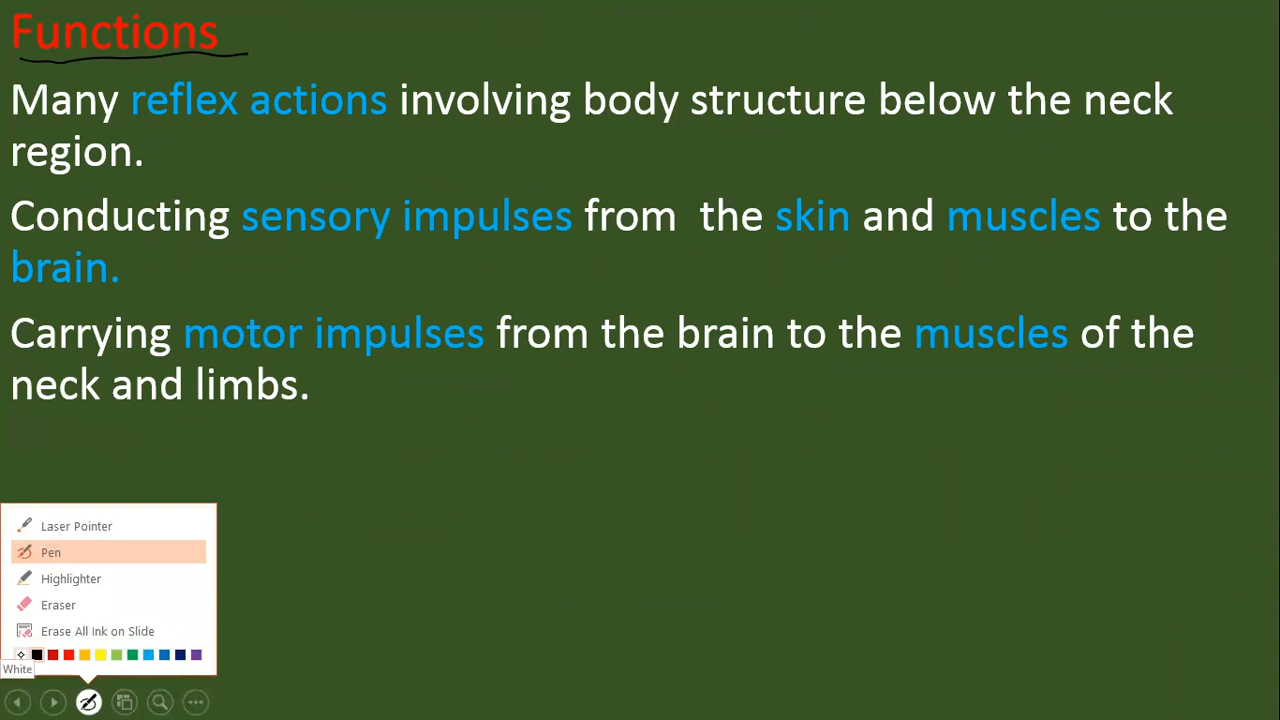 Functions
Many reflex actions involving body structure below the neck
region.
Conducting sensory impulses from the skin and muscles to the
brain.
Carrying motor impulses from the brain to the muscles of the
neck and limbs.
Laser Pointer
Pen
Highlighter
Eraser
Erase All Ink on Slide
White